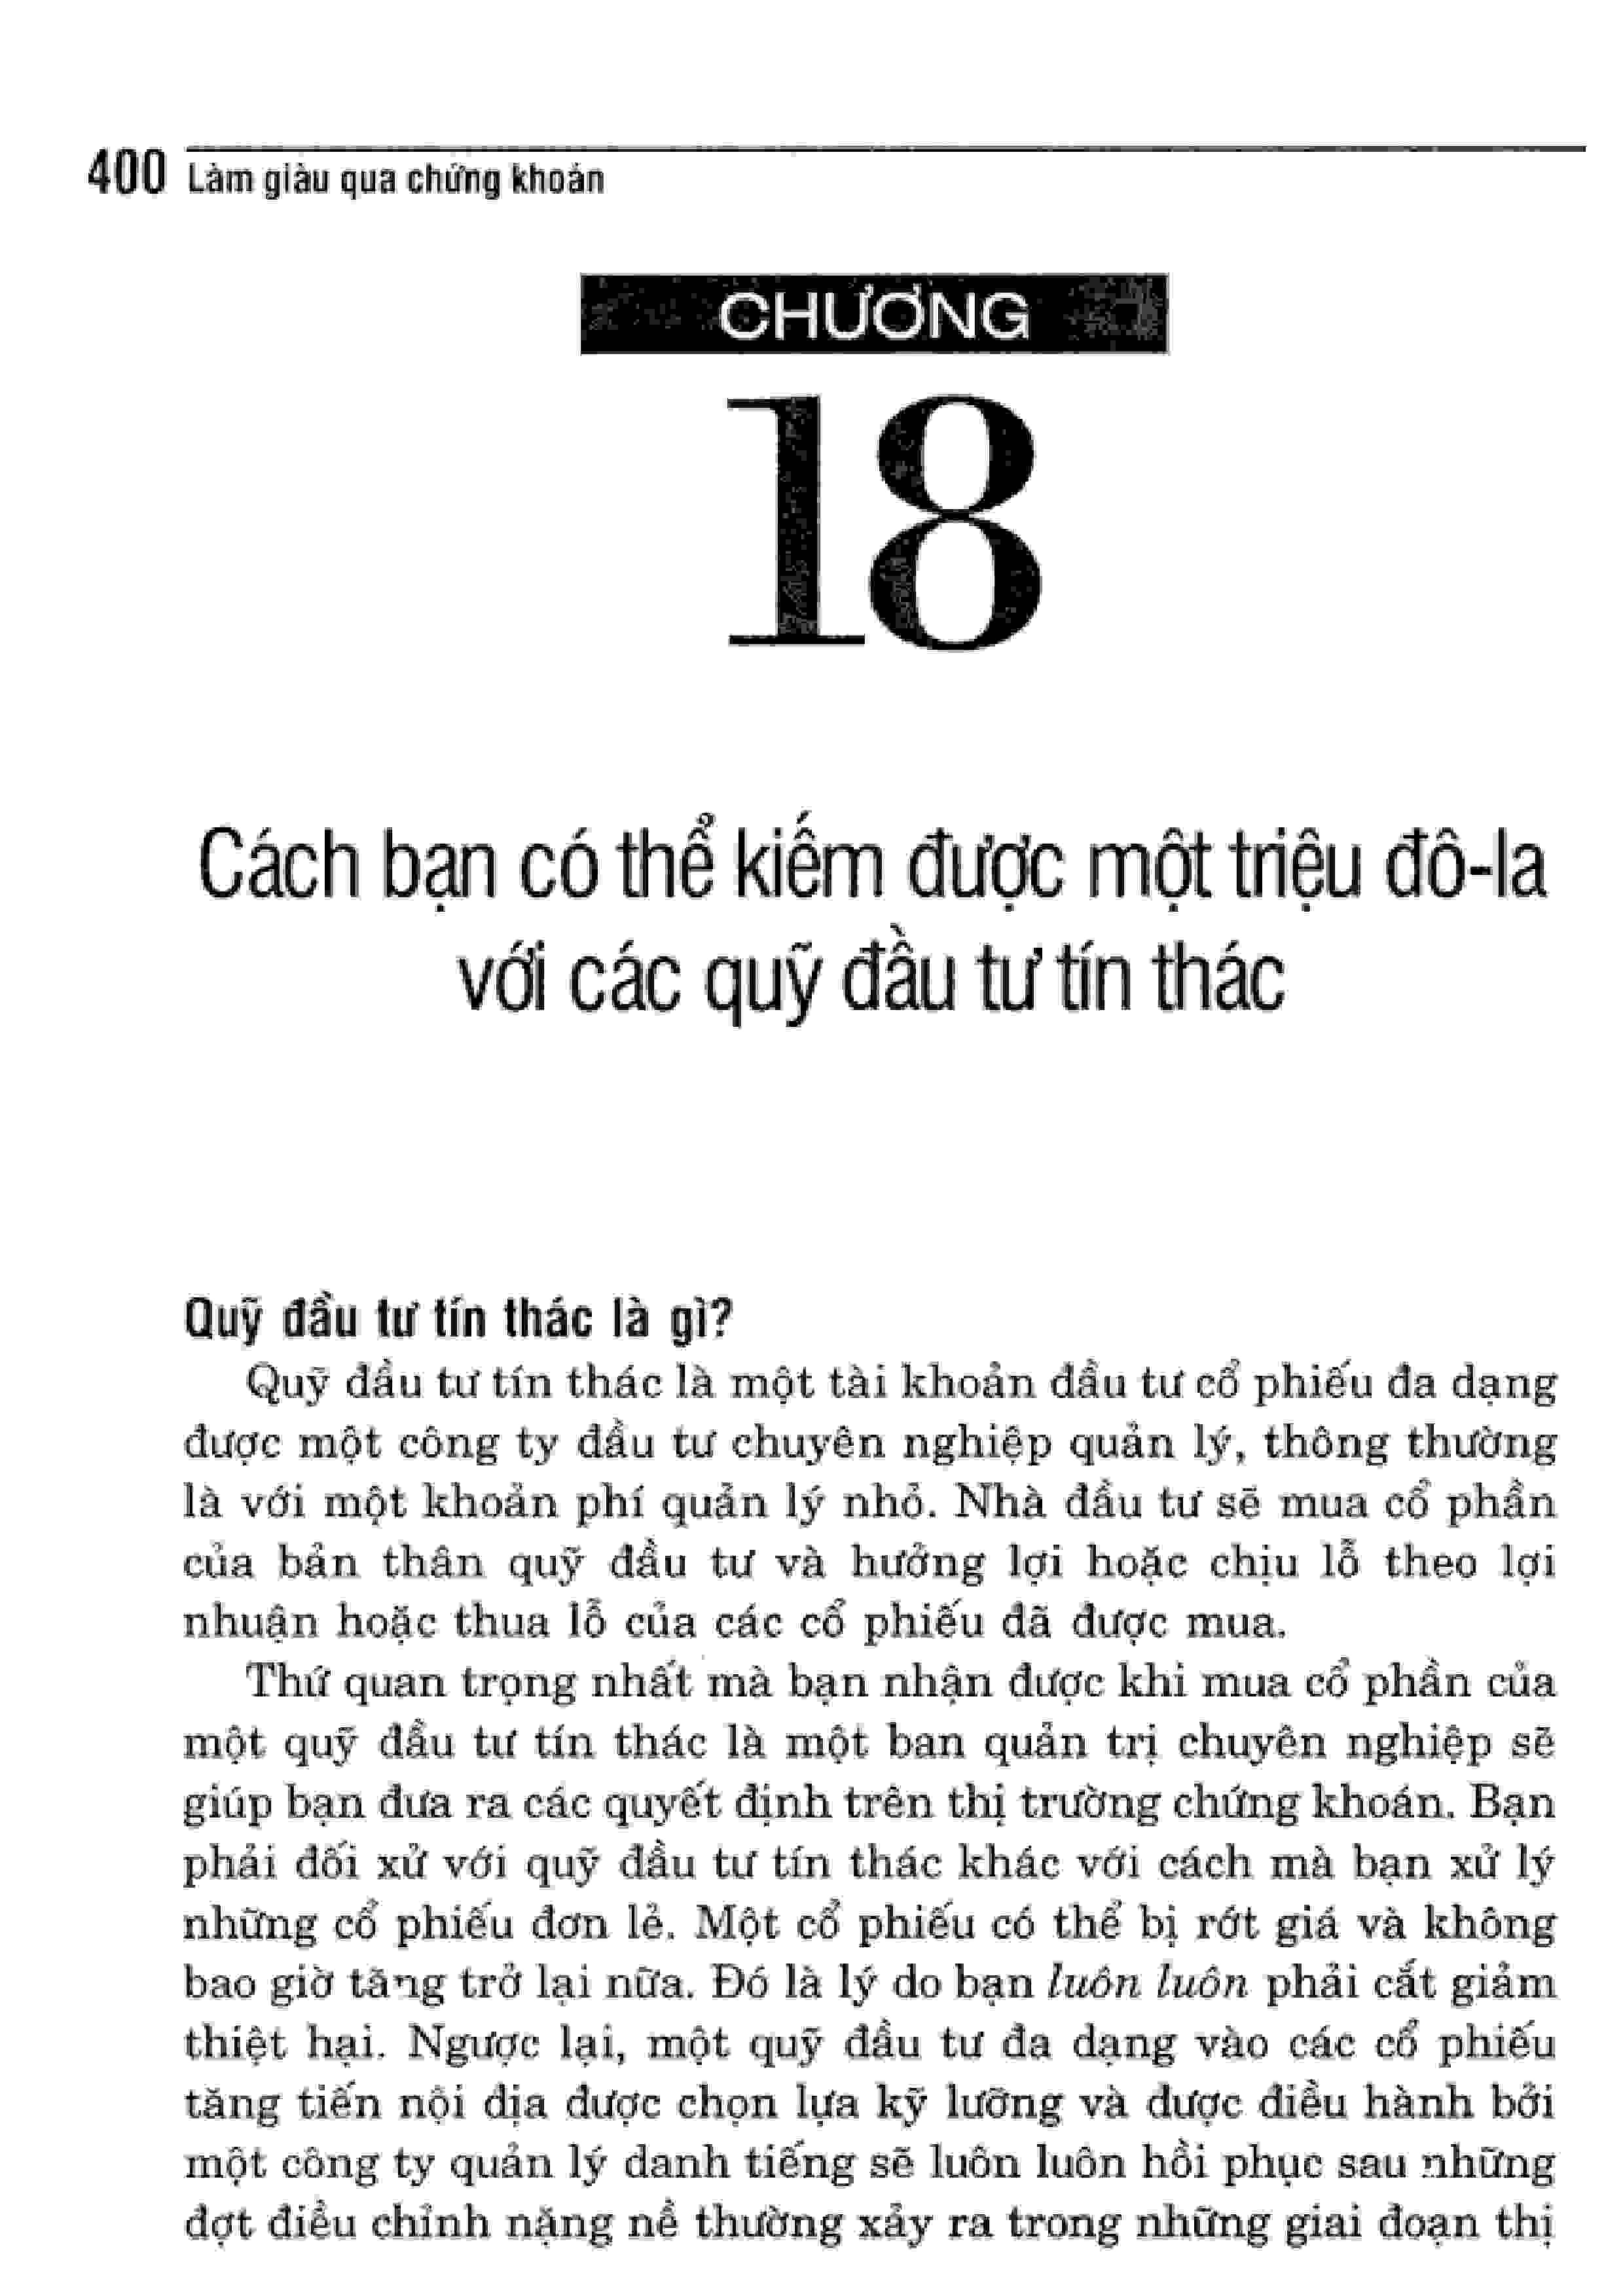 400 Làm giàu qua chứng khoán
CHƯƠNG
18
Cách bạn có thể kiếm được một triệu đô-la
với các quỹ đầu tư tín thác
Quỹ đầu tư tín thác là gì?
Quỹ đầu tư tín thác là một tài khoản đầu tư cổ phiếu đa dạng
được một công ty đầu tư chuyên nghiệp quản lý, thông thường
là với một khoản phí quản lý nhỏ. Nhà đầu tư sẽ mua cổ phần
của bản thân quỹ đầu tư và hưởng lợi hoặc chịu lỗ theo lợi
nhuận hoặc thua lỗ của các cổ phiếu đã được mua.
Thứ quan trọng nhất mà bạn nhận được khi mua cổ phần của
một quỹ đầu tư tín thác là một ban quản trị chuyên nghiệp sẽ
giúp bạn đưa ra các quyết định trên thị trường chứng khoán. Bạn
phải đối xử với quỹ đầu tư tín thác khác với cách mà bạn xử lý
những cổ phiếu đơn lẻ. Một cổ phiếu có thể bị rớt giá và không
bao giờ tăng trở lại nữa. Đó là lý do bạn luôn luôn phải cắt giảm
thiệt hại. Ngược lại, một quỹ đầu tư đa dạng vào các cổ phiếu
tăng tiến nội địa được chọn lựa kỹ lưỡng và được điều hành bởi
một công ty quản lý danh tiếng sẽ luôn luôn hồi phục sau những
đợt điều chỉnh nặng nề thường xảy ra trong những giai đoạn thị